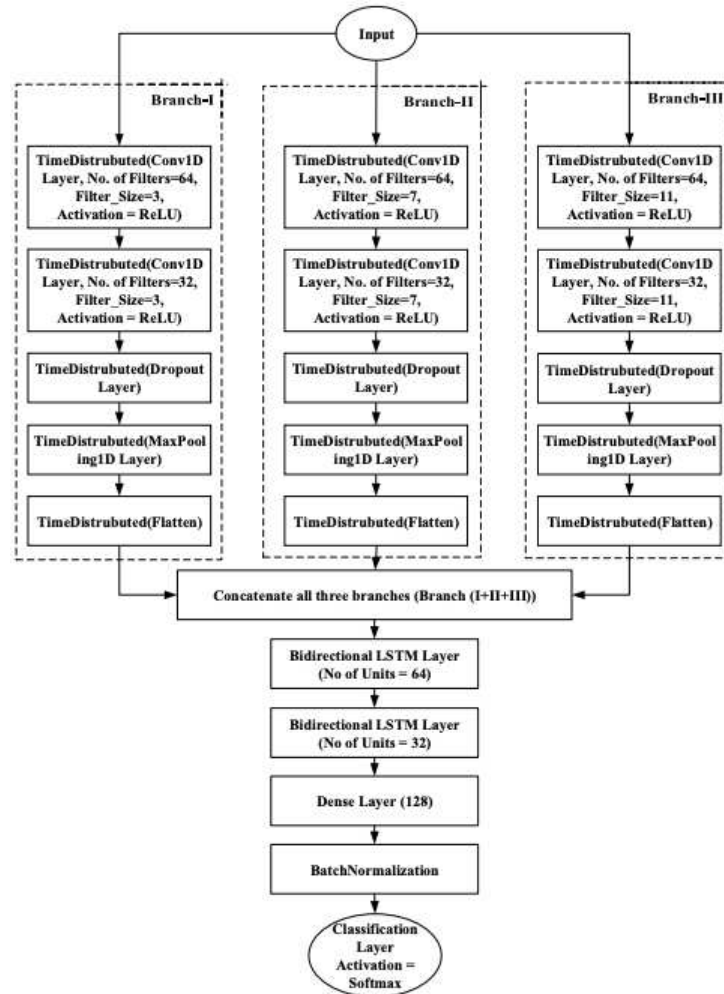 Input
Branch-I
TimeDistrubuted(Conv1D
Layer, No. of Filters=64,
Filter_Size=3,
Activation = ReLU)
TimeDistrubuted(Conv1D
Layer, No. of Filters=32,
Filter_Size=3,
Activation = ReLU)
TimeDistrubuted(Dropout
Layer)
TimeDistrubuted(MaxPool
ing1D Layer)
TimeDistrubuted(Flatten)
Branch-II
TimeDistrubuted(Conv1D
Layer, No. of Filters=64,
Filter_Size=7,
Activation = ReLU)
TimeDistrubuted(Conv1D
Layer, No. of Filters=32,
Filter_Size=7,
Activation = ReLU)
TimeDistrubuted(Dropout
Layer)
TimeDistrubuted(MaxPool
ing1D Layer)
TimeDistrubuted(Flatten)
Branch-III
TimeDistrubuted(Conv1D
Layer, No. of Filters=64,
Filter_Size=11,
Activation = ReLU)
TimeDistrubuted(Conv1D
Layer, No. of Filters=32,
Filter_Size=11,
Activation = ReLU)
TimeDistrubuted(Dropout
Layer)
TimeDistrubuted(MaxPool
ing1D Layer)
TimeDistrubuted(Flatten)
Concatenate all three branches (Branch (I+II+III))
Bidirectional LSTM Layer
(No of Units = 64)
Bidirectional LSTM Layer
(No of Units = 32)
Dense Layer (128)
BatchNormalization
Classification
Layer
Activation =
Softmax